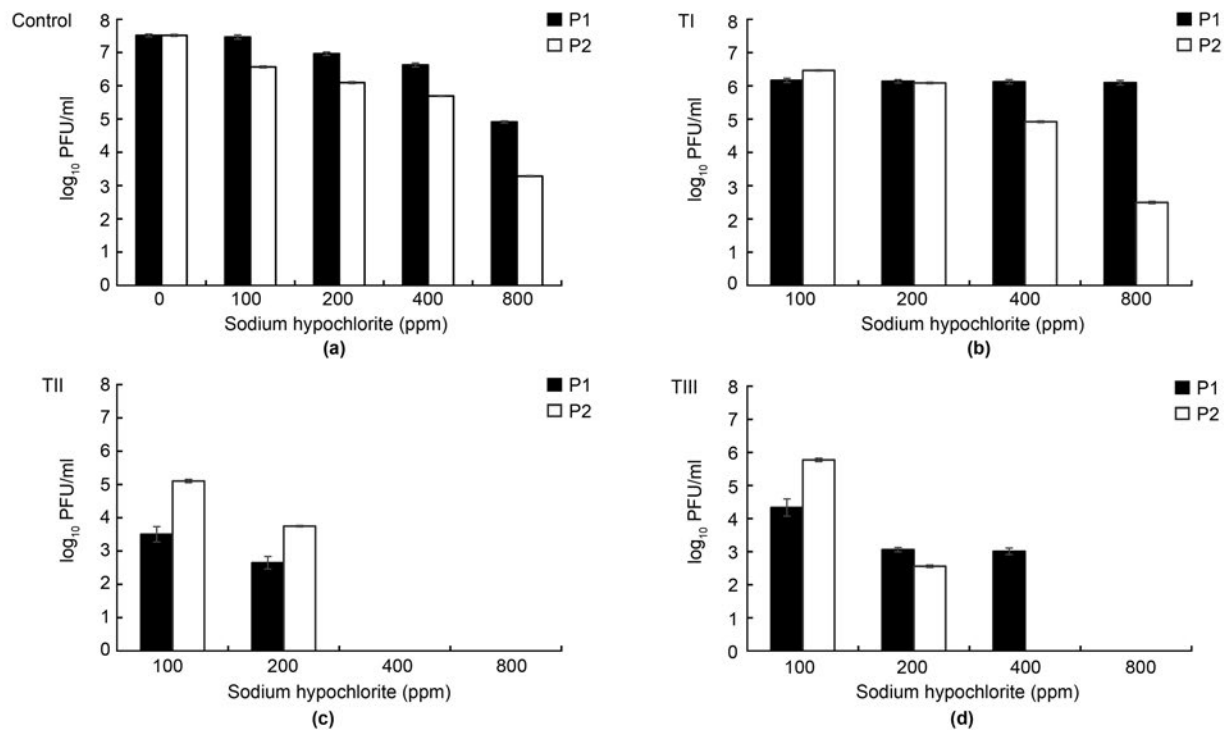 Control
P1
P2
8
7
6
5
4
3
2
1
0
log10 PFU/ml
0 100 200 400 800
Sodium hypochlorite (ppm)
(a)
TI
P1
P2
8
7
6
5
4
3
2
1
0
log10 PFU/ml
100 200 400 800
Sodium hypochlorite (ppm)
(b)
TII
P1
P2
8
7
6
5
4
3
2
1
0
log10 PFU/ml
100 200 400 800
Sodium hypochlorite (ppm)
(c)
TIII
P1
P2
8
7
6
5
4
3
2
1
0
log10 PFU/ml
100 200 400 800
Sodium hypochlorite (ppm)
(d)